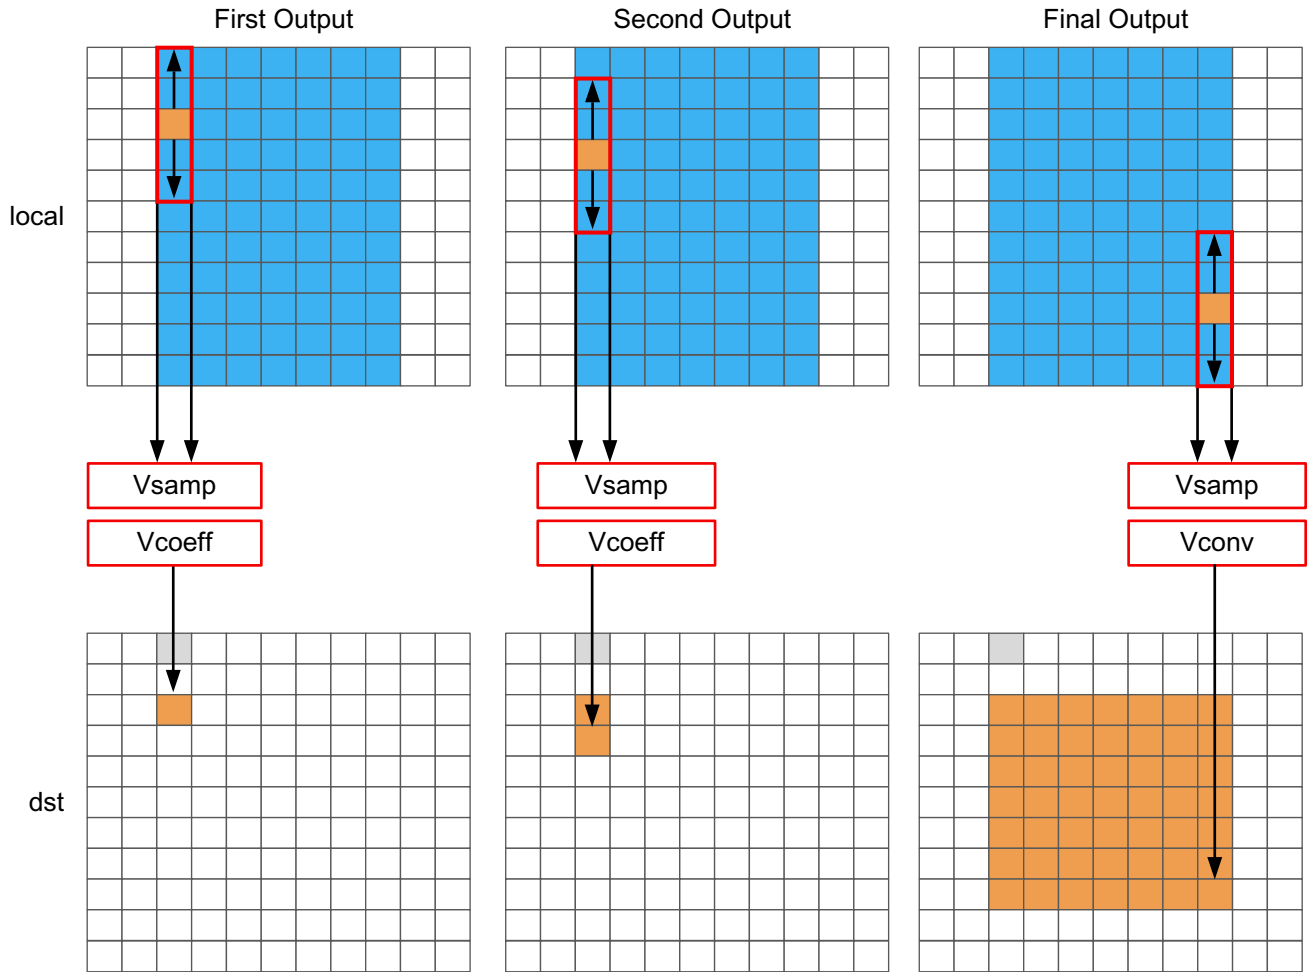 First Output Second Output Final Output
local
Vsamp Vsamp Vsamp
Vcoeff Vcoeff Vconv
dst